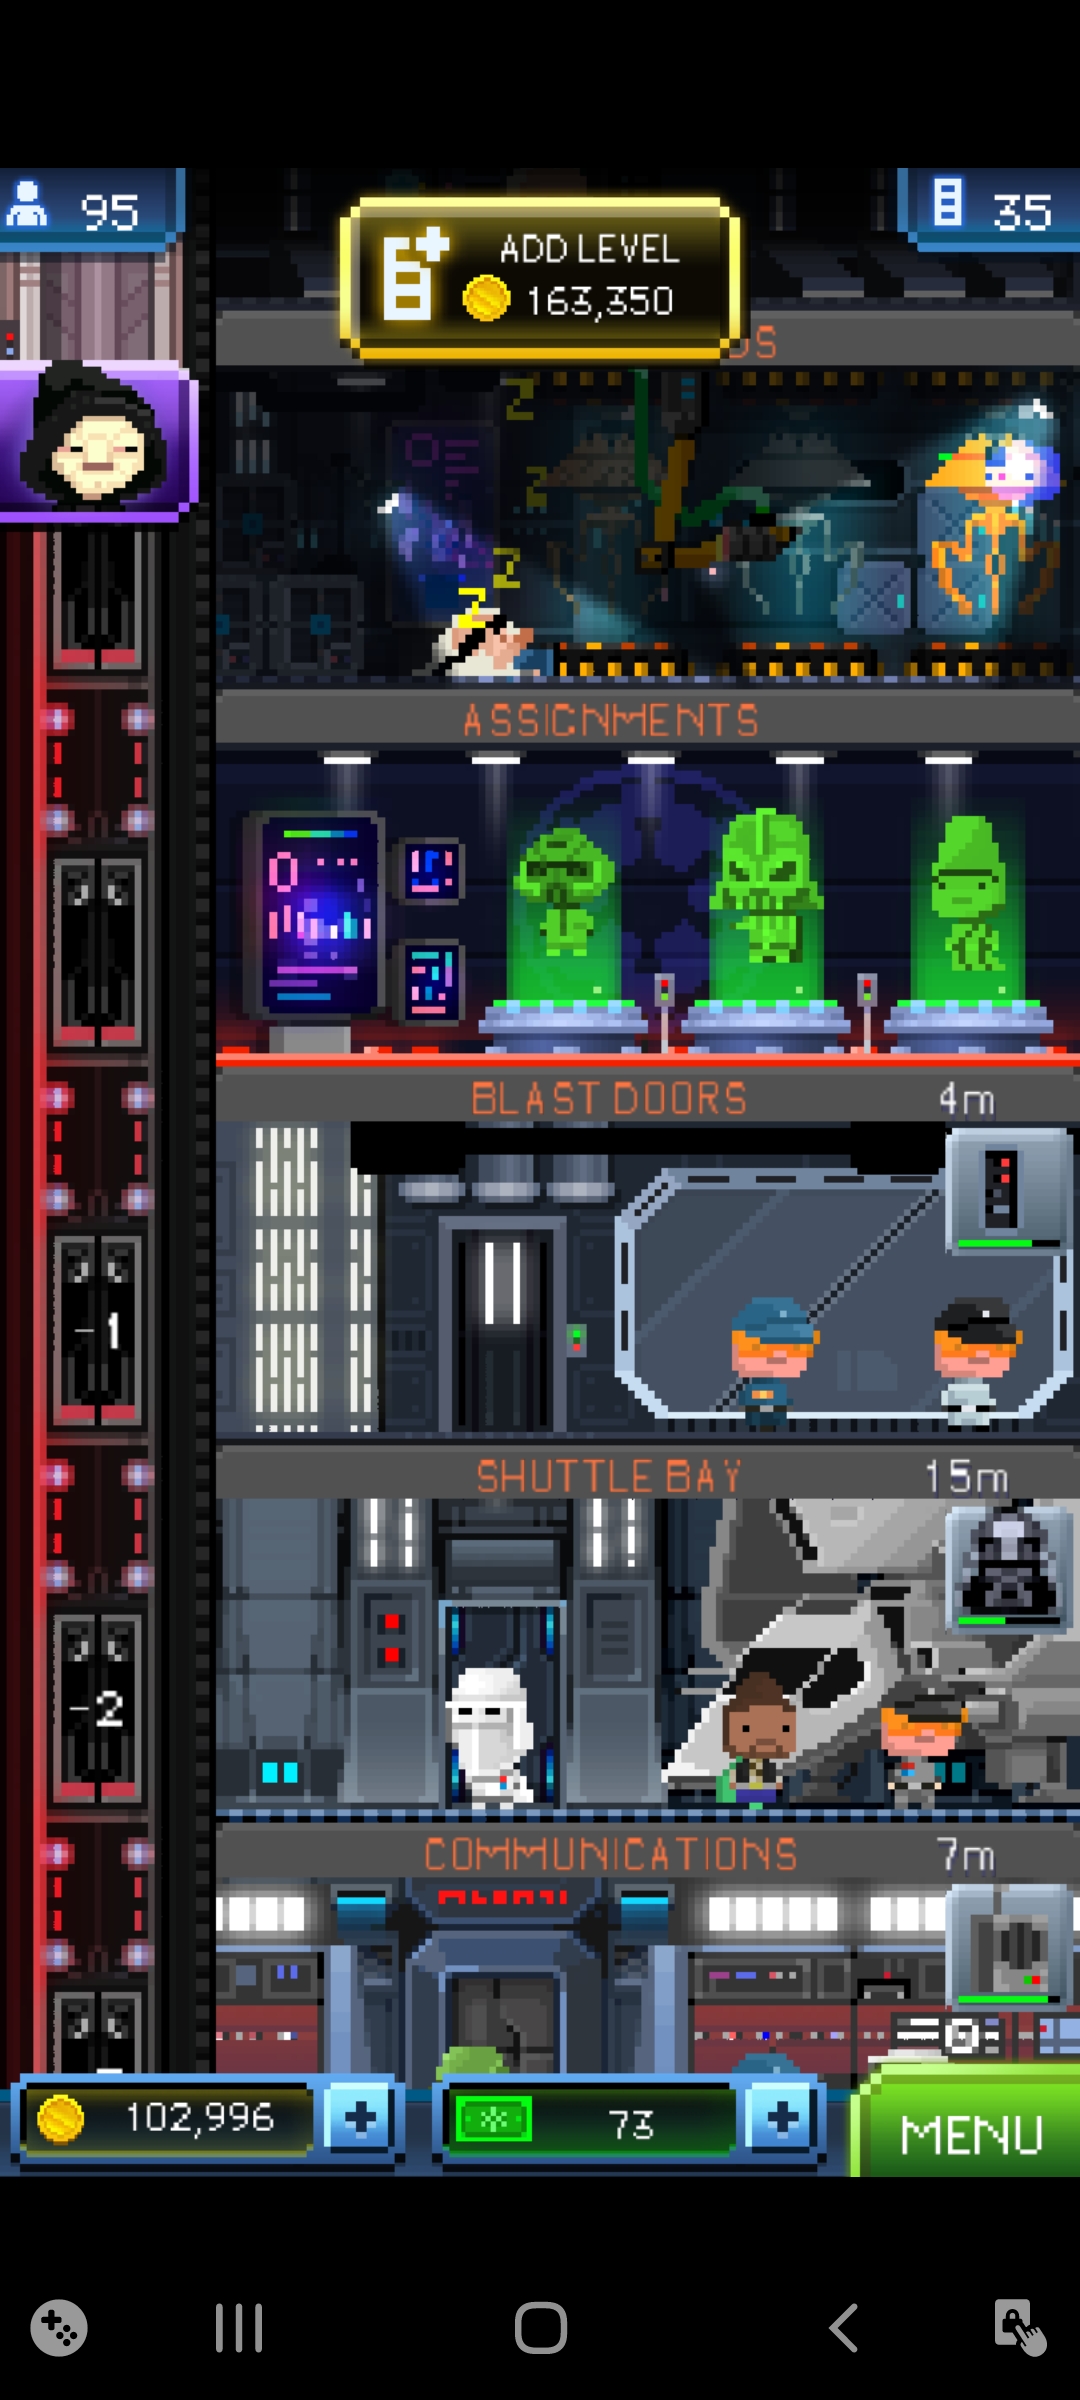 95
ADD LEVEL
163,350
35
Z
Z
Z
Z
ASSIGNMENTS
BLAST DOORS 4m
-1
SHUTTLE BAY 15m
-2
COMMUNICATIONS 7m
102,996
73
MENU